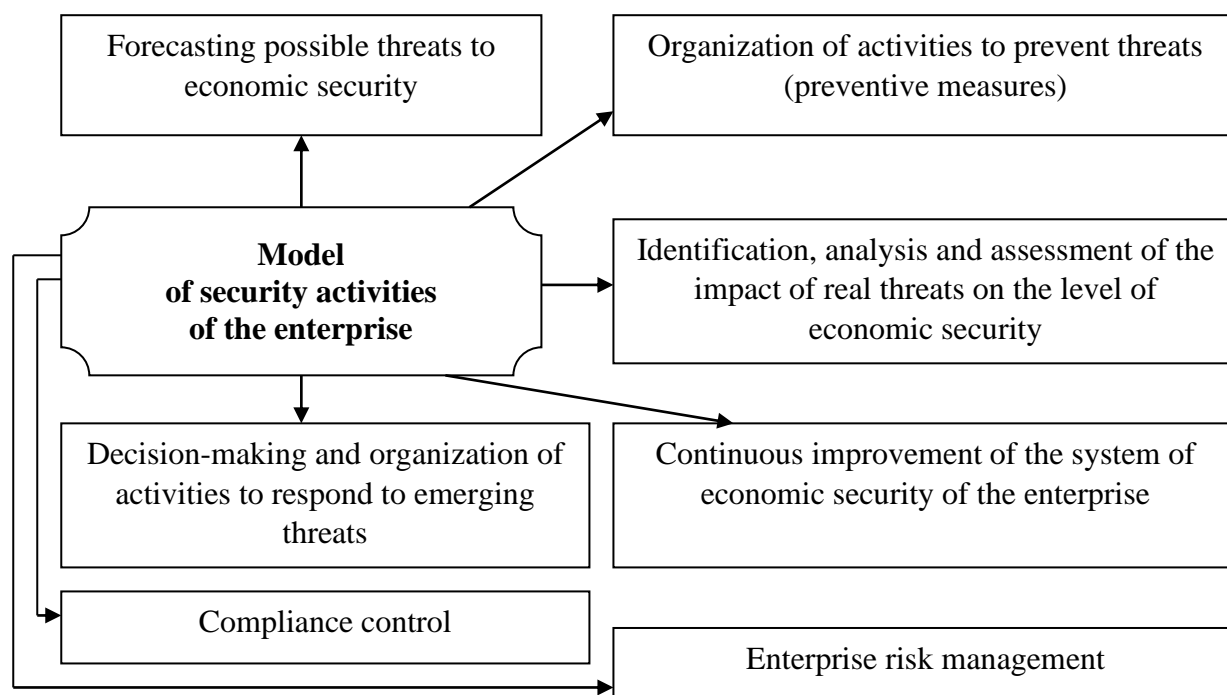 Forecasting possible threats to
economic security
Organization of activities to prevent threats
(preventive measures)
Model
of security activities
of the enterprise
Identification, analysis and assessment of the
impact of real threats on the level of
economic security
Decision-making and organization of
activities to respond to emerging
threats
Continuous improvement of the system of
economic security of the enterprise
Compliance control
Enterprise risk management